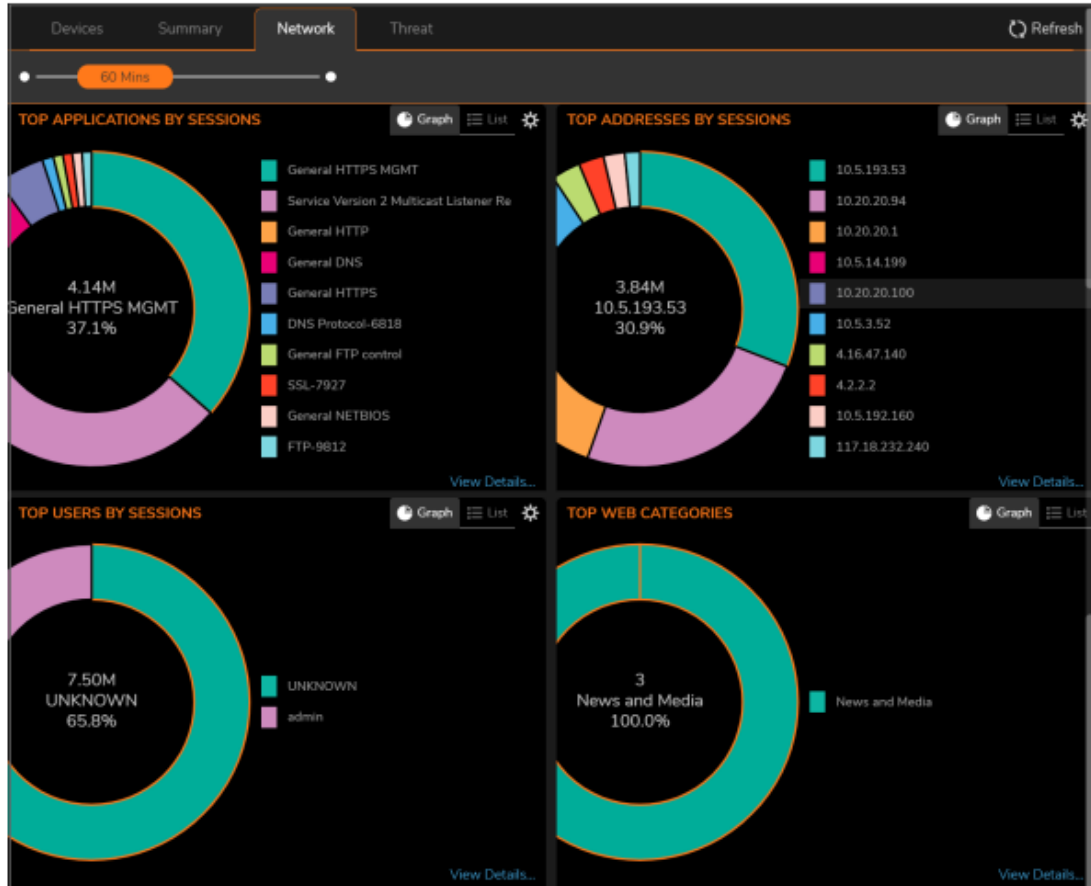 Devices Summary Network Threat Refresh
60 Mins
TOP APPLICATIONS BY SESSIONS Graph List
General HTTPS MGMT
Service Version 2 Multicast Listener Re
General HTTP
General DNS
General HTTPS
DNS Protocol-6818
General FTP control
SSL-7927
General NETBIOS
FTP-9812
4.14M
General HTTPS MGMT
37.1%
View Details...
TOP ADDRESSES BY SESSIONS Graph List
10.5.193.53
10.20.20.94
10.20.20.1
10.5.14.199
10.20.20.100
10.5.3.52
4.16.47.140
4.2.2.2
10.5.192.160
117.18.232.240
3.84M
10.5.193.53
30.9%
View Details...
TOP USERS BY SESSIONS Graph List
7.50M
UNKNOWN
65.8%
UNKNOWN
admin
View Details...
TOP WEB CATEGORIES Graph List
3
News and Media
100.0%
News and Media
View Details...